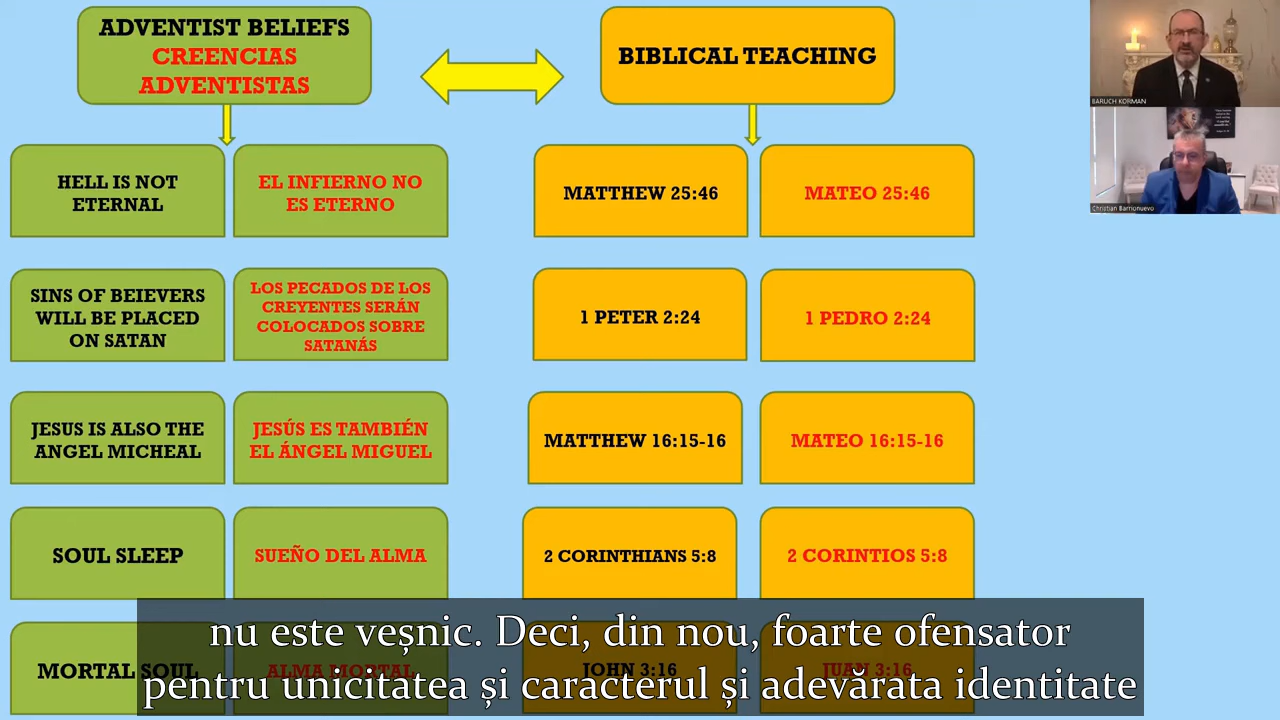 ADVENTIST BELIEFS
CREENCIAS
ADVENTISTAS
BIBLICAL TEACHING
BARUCH KORMAN
Christian Barrionuevo
HELL IS NOT
ETERNAL
EL INFIERNO NO
ES ETERNO
MATTHEW 25:46
MATEO 25:46
SINS OF BEIEVERS
WILL BE PLACED
ON SATAN
LOS PECADOS DE LOS
CREYENTES SERÁN
COLOCADOS SOBRE
SATANÁS
1 PETER 2:24
1 PEDRO 2:24
JESUS IS ALSO THE
ANGEL MICHEAL
JESÚS ES TAMBIÉN
EL ÁNGEL MIGUEL
MATTHEW 16:15-16
MATEO 16:15-16
SOUL SLEEP
SUEÑO DEL ALMA
2 CORINTHIANS 5:8
2 CORINTIOS 5:8
MORTAL SOUL
ALMA MORTAL
JOHN 3:16
JUAN 3:16
nu este veșnic. Deci, din nou, foarte ofensator
pentru unicitatea și caracterul și adevărata identitate